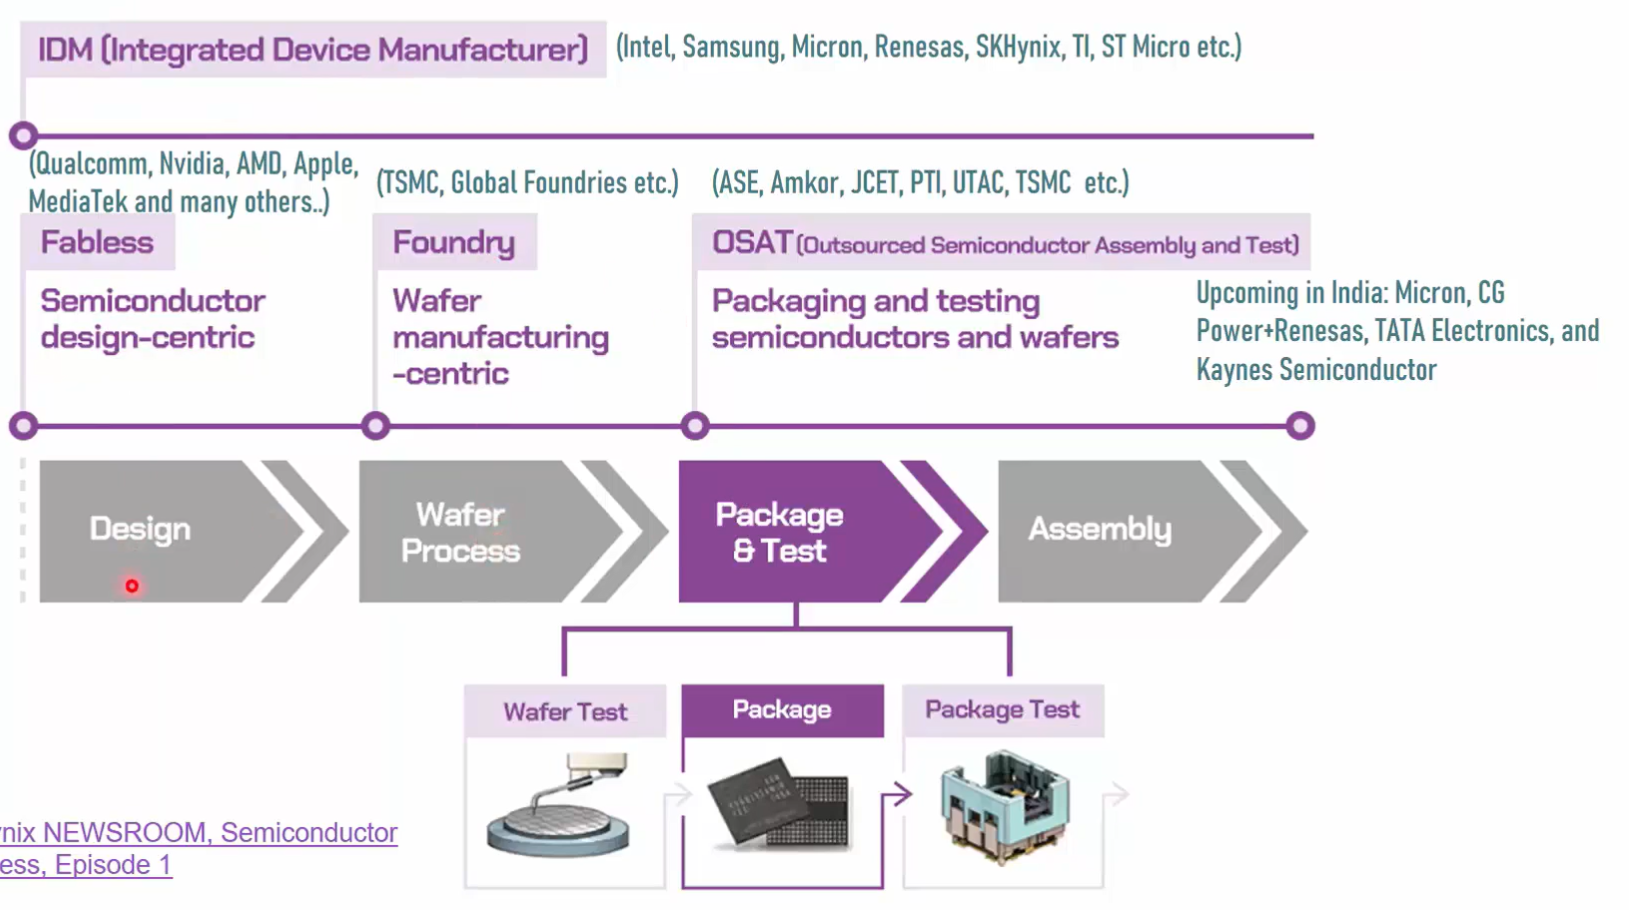 IDM (Integrated Device Manufacturer)
(Intel, Samsung, Micron, Renesas, SKHynix, TI, ST Micro etc.)
(Qualcomm, Nvidia, AMD, Apple,
MediaTek and many others..)
(TSMC, Global Foundries etc.)
(ASE, Amkor, JCET, PTI, UTAC, TSMC etc.)
Fabless
Semiconductor
design-centric
Foundry
Wafer
manufacturing
-centric
OSAT (Outsourced Semiconductor Assembly and Test)
Packaging and testing
semiconductors and wafers
Upcoming in India: Micron, CG
Power+Renesas, TATA Electronics, and
Kaynes Semiconductor
Design
Wafer
Process
Package
& Test
Assembly
Wafer Test
Package
Package Test
ynix NEWSROOM, Semiconductor
ess, Episode 1